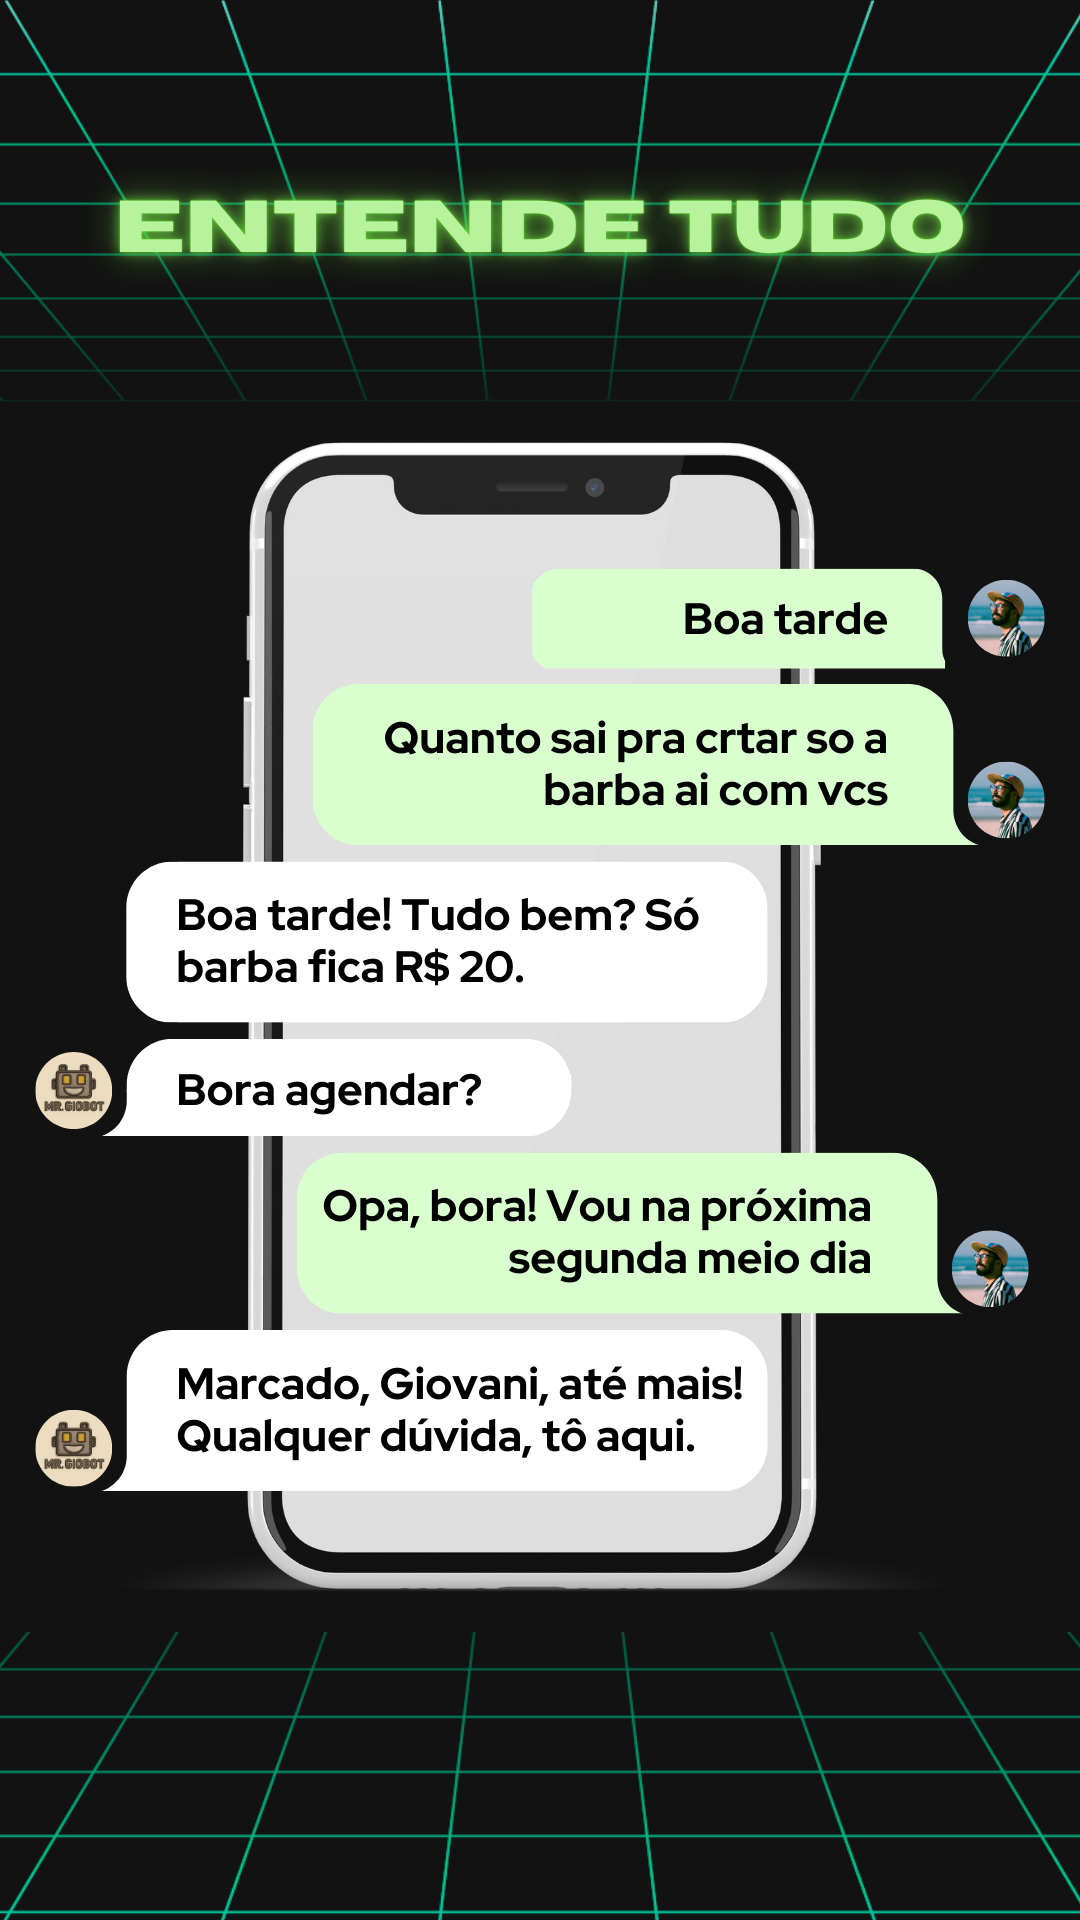 ENTENDE TUDO
Boa tarde
Quanto sai pra crtar so a
barba ai com vcs
Boa tarde! Tudo bem? Só
barba fica R$ 20.
Bora agendar?
MR.GIOBOT
Opa, bora! Vou na próxima
segunda meio dia
Marcado, Giovani, até mais!
Qualquer dúvida, tô aqui.
MR.GIOBOT